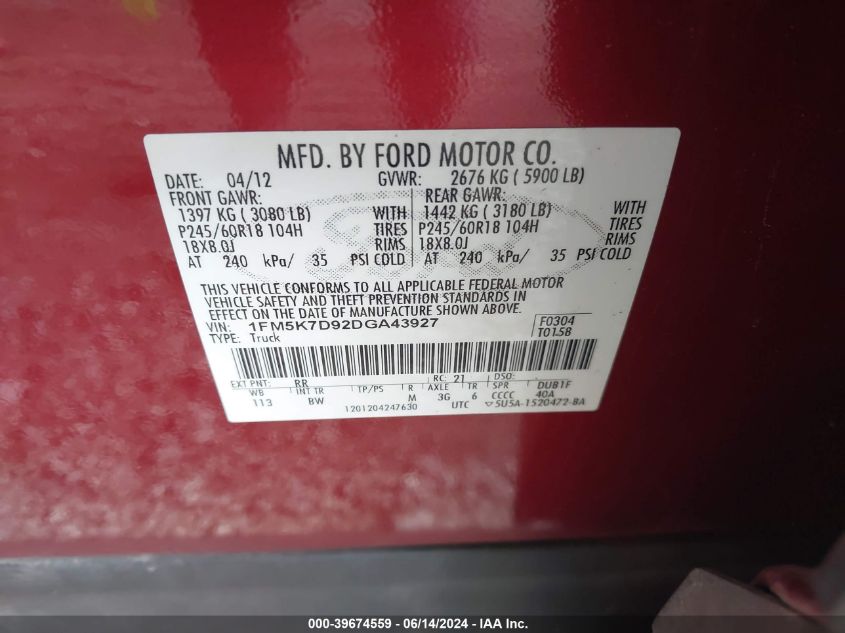 MFD. BY FORD MOTOR CO.
DATE: 04/12 GVWR: 2676 KG ( 5900 LB)
FRONT GAWR: REAR GAWR:
1397 KG ( 3080 LB) WITH 1442 KG ( 3180 LB) WITH
P245/60R18 104H TIRES P245/60R18 104H TIRES
18X8.0J RIMS 18X8.0J RIMS
AT 240 kPa/ 35 PSI COLD AT 240 kPa/ 35 PSI COLD
THIS VEHICLE CONFORMS TO ALL APPLICABLE FEDERAL MOTOR
VEHICLE SAFETY AND THEFT PREVENTION STANDARDS IN
EFFECT ON THE DATE OF MANUFACTURE SHOWN ABOVE.
VIN: 1FM5K7D92DGA43927 F0304
TYPE: Truck T0158
EXT PNT: RR RC: 21 DSO:
WB INT TR TP/PS R AXLE TR SPR DUB1F
113 BW M 3G 6 CCCC 40A
1201204247630 UTC 5U5A-1520472-BA
000-39674559 - 06/14/2024 - IAA Inc.